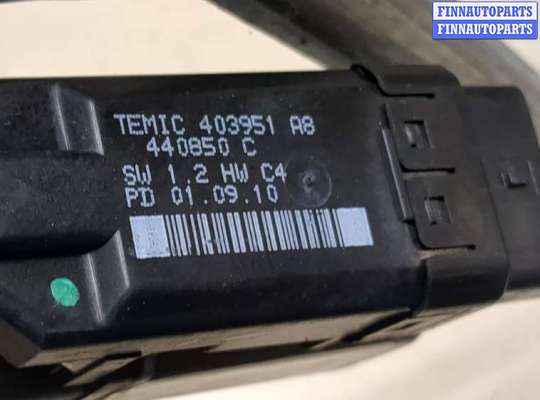 FINNAUTOPARTS
FINNAUTOPARTS
TEMIC 403951 A8
440850 C
SW 1.2 HW C4
PD 01.09.10